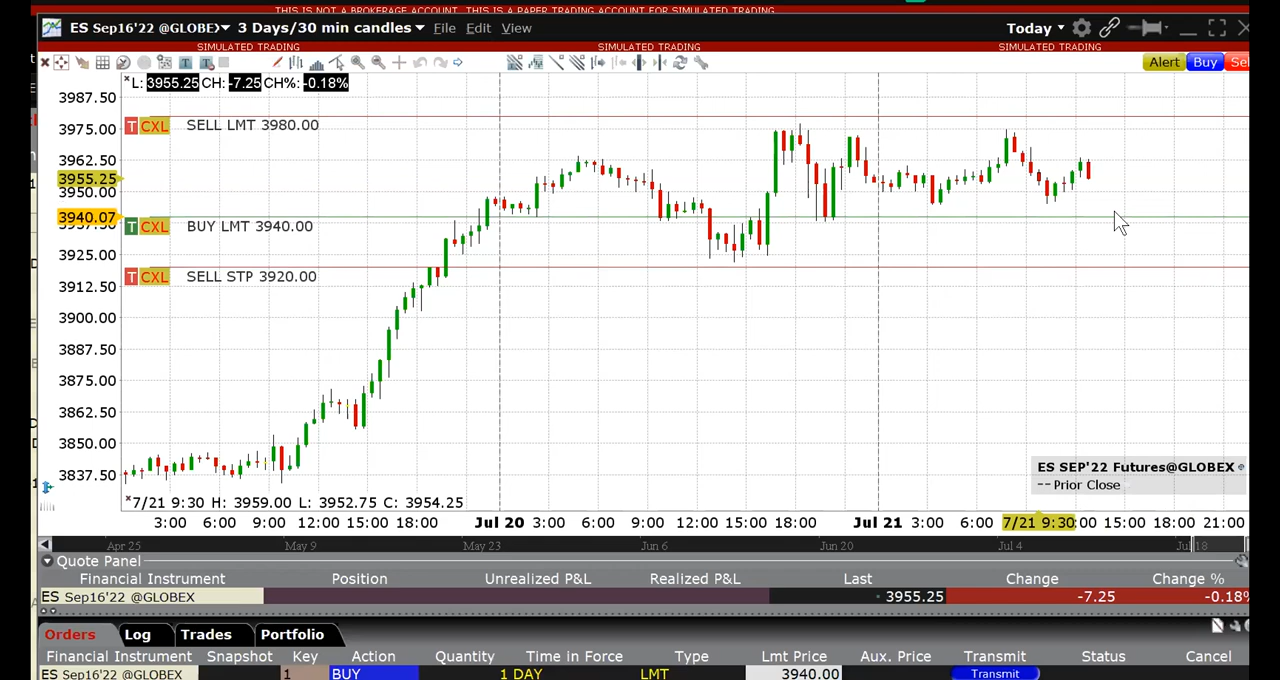 THIS IS NOT A BROKERAGE ACCOUNT. THIS IS A PAPER TRADING ACCOUNT FOR SIMULATED TRADING.
ES Sep16'22 @GLOBEX 3 Days/30 min candles File Edit View Today
SIMULATED TRADING SIMULATED TRADING SIMULATED TRADING
Alert Buy Sel
L: 3955.25 CH: -7.25 CH%: -0.18%
3987.50
3975.00 T CXL SELL LMT 3980.00
3962.50
3955.25
3950.00
3940.07
T CXL BUY LMT 3940.00
3925.00
T CXL SELL STP 3920.00
3912.50
3900.00
3887.50
3875.00
3862.50
3850.00
3837.50
ES SEP'22 Futures@GLOBEX
-- Prior Close
7/21 9:30 H: 3959.00 L: 3952.75 C: 3954.25
3:00 6:00 9:00 12:00 15:00 18:00 Jul 20 3:00 6:00 9:00 12:00 15:00 18:00 Jul 21 3:00 6:00 7/21 9:30 :00 15:00 18:00 21:00
Apr 25 May 9 May 23 Jun 6 Jun 20 Jul 4 Jul 18
Quote Panel
Financial Instrument Position Unrealized P&L Realized P&L Last Change Change %
ES Sep16'22 @GLOBEX 3955.25 -7.25 -0.18%
Orders Log Trades Portfolio
Financial Instrument Snapshot Key Action Quantity Time in Force Type Lmt Price Aux. Price Transmit Status Cancel
ES Sep16'22 @GLOBEX 1 BUY 1 DAY LMT 3940.00 Transmit